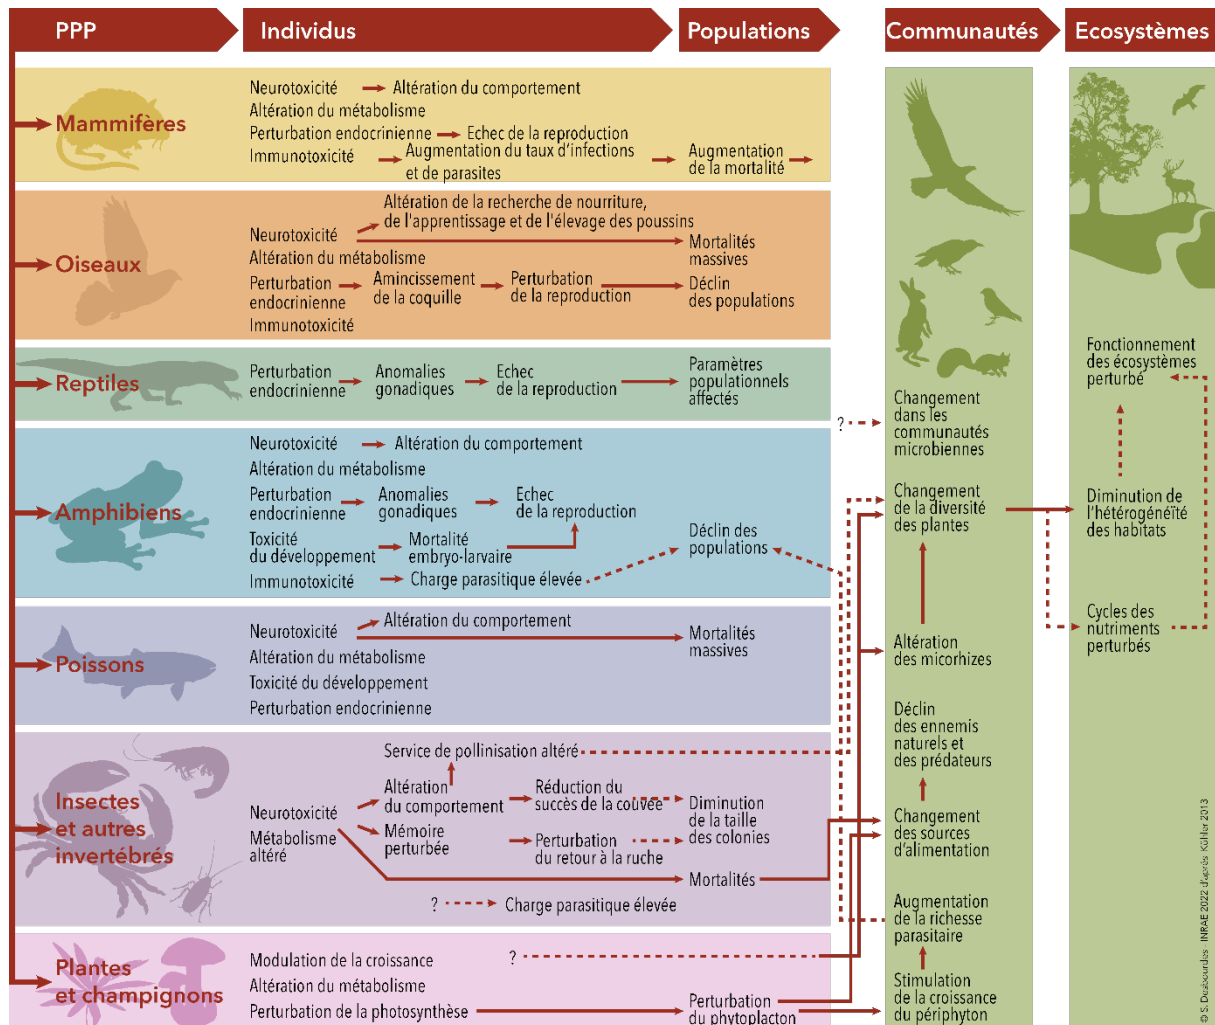 PPP
Individus
Populations
Communautés
Ecosystèmes
Mammifères
Neurotoxicité
Altération du comportement
Altération du métabolisme
Perturbation endocrinienne
Echec de la reproduction
Immunotoxicité
Augmentation du taux d'infections
et de parasites
Augmentation
de la mortalité
Oiseaux
Altération de la recherche de nourriture,
de l'apprentissage et de l'élevage des poussins
Neurotoxicité
Mortalités
massives
Altération du métabolisme
Perturbation
endocrinienne
Amincissement
de la coquille
Perturbation
de la reproduction
Déclin
des populations
Immunotoxicité
Reptiles
Perturbation
endocrinienne
Anomalies
gonadiques
Echec
de la reproduction
Paramètres
populationnels
affectés
Amphibiens
Neurotoxicité
Altération du comportement
Altération du métabolisme
Perturbation
endocrinienne
Anomalies
gonadiques
Echec
de la reproduction
Toxicité
du développement
Mortalité
embryo-larvaire
Immunotoxicité
Charge parasitique élevée
Déclin des
populations
Poissons
Neurotoxicité
Altération du comportement
Mortalités
massives
Altération du métabolisme
Toxicité du développement
Perturbation endocrinienne
Insectes
et autres
invertébrés
Service de pollinisation altéré
Neurotoxicité
Métabolisme
altéré
Altération
du comportement
Réduction du
succès de la couvée
Mémoire
perturbée
Perturbation
du retour à la ruche
Diminution
de la taille
des colonies
Mortalités
?
Charge parasitique élevée
Plantes
et champignons
Modulation de la croissance
?
Altération du métabolisme
Perturbation de la photosynthèse
Perturbation
du phytoplacton
?
Changement
dans les
communautés
microbiennes
Changement
de la diversité
des plantes
Altération
des micorhizes
Déclin
des ennemis
naturels et
des prédateurs
Changement
des sources
d'alimentation
Augmentation
de la richesse
parasitaire
Stimulation
de la croissance
du périphyton
Fonctionnement
des écosystèmes
perturbé
Diminution de
l'hétérogénéïté
des habitats
Cycles des
nutriments
perturbés
© S. Desbourdes - INRAE 2022 d'après Köhler 2013